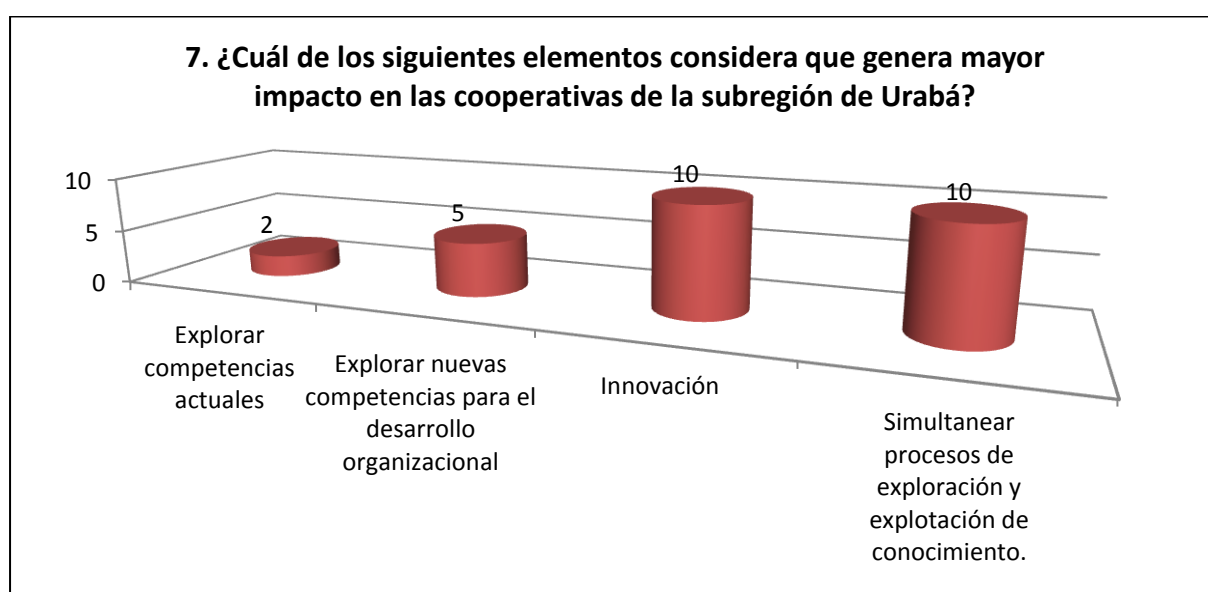 7. ¿Cuál de los siguientes elementos considera que genera mayor
impacto en las cooperativas de la subregión de Urabá?
10
5
0
2
5
10
10
Explorar
competencias
actuales
Explorar nuevas
competencias para el
desarrollo
organizacional
Innovación
Simultanear
procesos de
exploración y
explotación de
conocimiento.